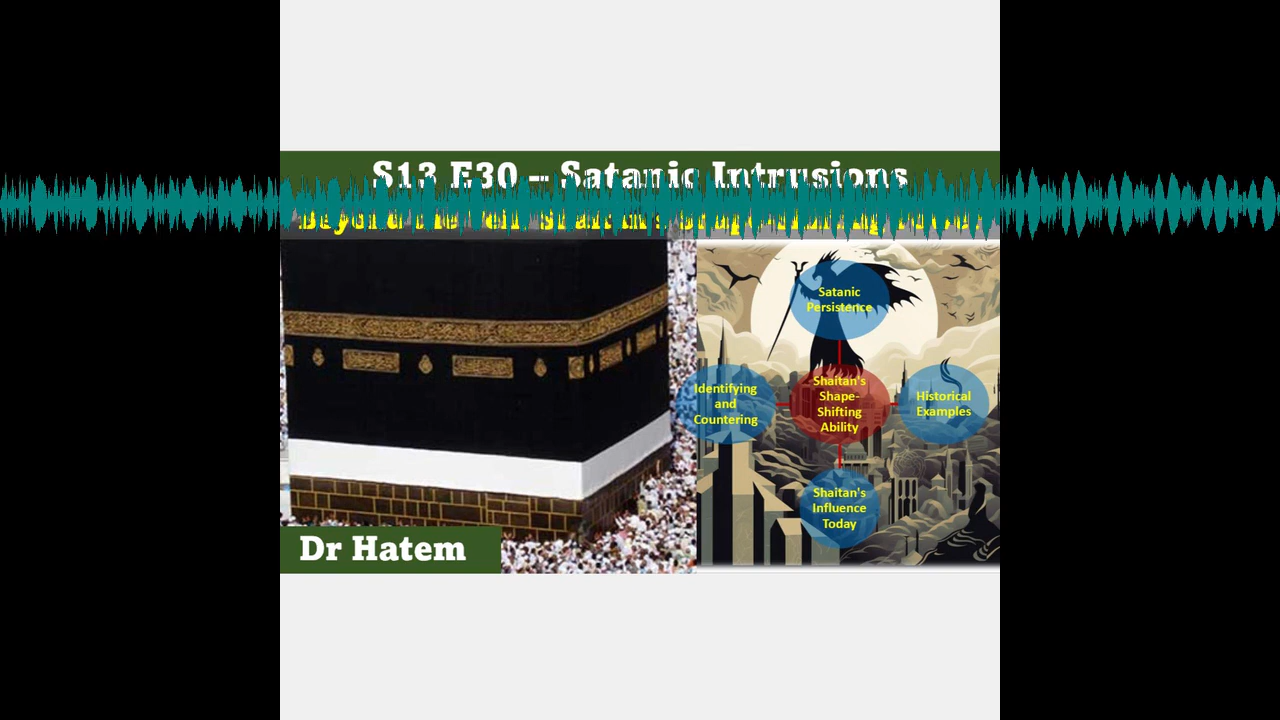 S13 E30 – Satanic Intrusions
Beyond
Satanic
Persistence
Identifying
and
Countering
Shaitan's
Shape-
Shifting
Ability
Historical
Examples
Shaitan's
Influence
Today
Dr Hatem